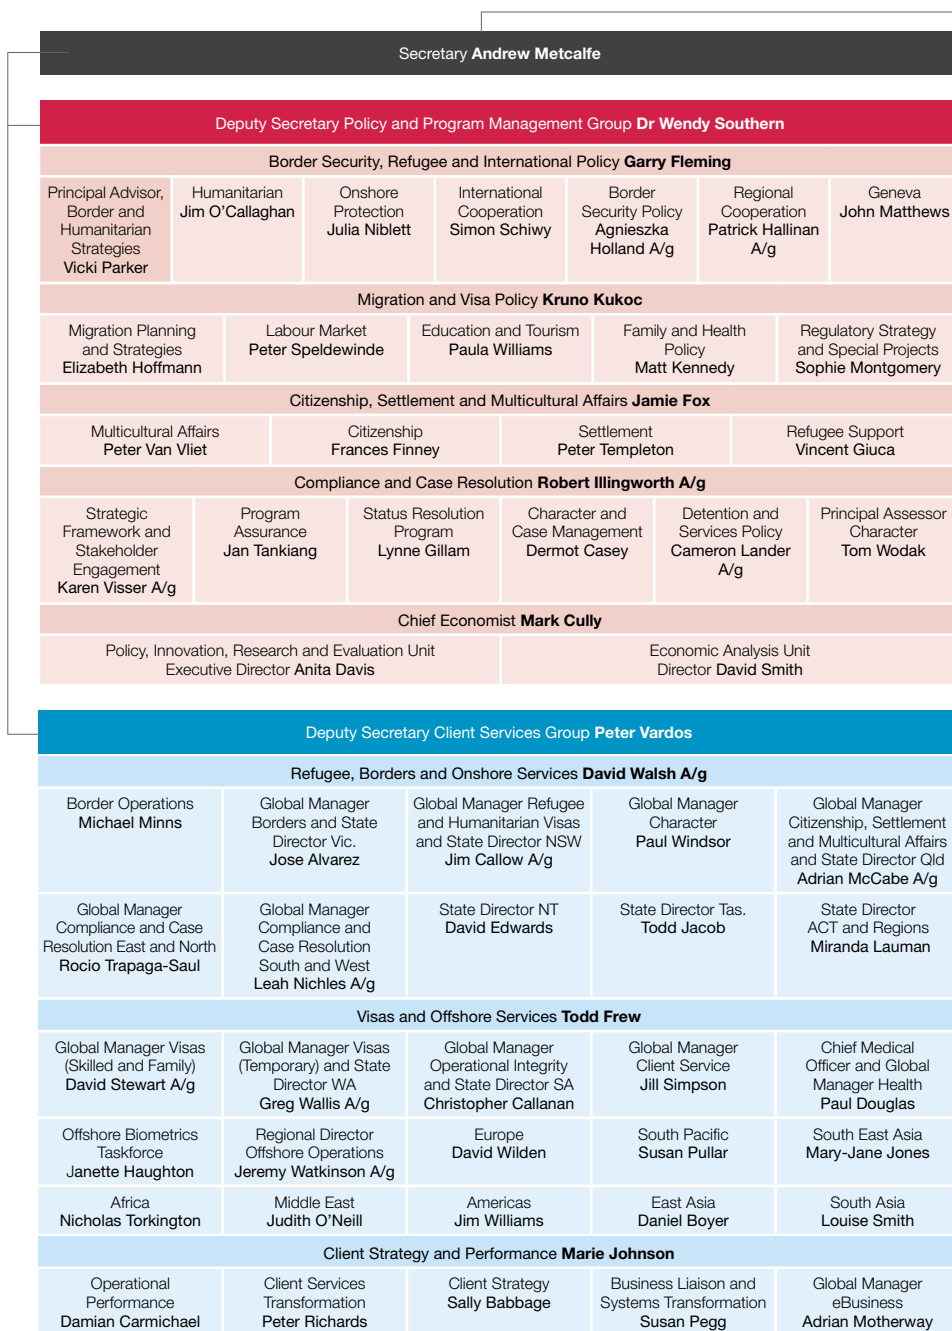 Secretary Andrew Metcalfe
Deputy Secretary Policy and Program Management Group Dr Wendy Southern
Border Security, Refugee and International Policy Garry Fleming
Principal Advisor,
Border and
Humanitarian
Strategies
Vicki Parker
Humanitarian
Jim O'Callaghan
Onshore
Protection
Julia Niblett
International
Cooperation
Simon Schiwy
Border
Security Policy
Agnieszka
Holland A/g
Regional
Cooperation
Patrick Hallinan
A/g
Geneva
John Matthews
Migration and Visa Policy Kruno Kukoc
Migration Planning
and Strategies
Elizabeth Hoffmann
Labour Market
Peter Speldewinde
Education and Tourism
Paula Williams
Family and Health
Policy
Matt Kennedy
Regulatory Strategy
and Special Projects
Sophie Montgomery
Citizenship, Settlement and Multicultural Affairs Jamie Fox
Multicultural Affairs
Peter Van Vliet
Citizenship
Frances Finney
Settlement
Peter Templeton
Refugee Support
Vincent Giuca
Compliance and Case Resolution Robert Illingworth A/g
Strategic
Framework and
Stakeholder
Engagement
Karen Visser A/g
Program
Assurance
Jan Tankiang
Status Resolution
Program
Lynne Gillam
Character and
Case Management
Dermot Casey
Detention and
Services Policy
Cameron Lander
A/g
Principal Assessor
Character
Tom Wodak
Chief Economist Mark Cully
Policy, Innovation, Research and Evaluation Unit
Executive Director Anita Davis
Economic Analysis Unit
Director David Smith
Deputy Secretary Client Services Group Peter Vardos
Refugee, Borders and Onshore Services David Walsh A/g
Border Operations
Michael Minns
Global Manager
Borders and State
Director Vic.
Jose Alvarez
Global Manager Refugee
and Humanitarian Visas
and State Director NSW
Jim Callow A/g
Global Manager
Character
Paul Windsor
Global Manager
Citizenship, Settlement
and Multicultural Affairs
and State Director Qld
Adrian McCabe A/g
Global Manager
Compliance and Case
Resolution East and North
Rocio Trapaga-Saul
Global Manager
Compliance and
Case Resolution
South and West
Leah Nichles A/g
State Director NT
David Edwards
State Director Tas.
Todd Jacob
State Director
ACT and Regions
Miranda Lauman
Visas and Offshore Services Todd Frew
Global Manager Visas
(Skilled and Family)
David Stewart A/g
Global Manager Visas
(Temporary) and State
Director WA
Greg Wallis A/g
Global Manager
Operational Integrity
and State Director SA
Christopher Callanan
Global Manager
Client Service
Jill Simpson
Chief Medical
Officer and Global
Manager Health
Paul Douglas
Offshore Biometrics
Taskforce
Janette Haughton
Regional Director
Offshore Operations
Jeremy Watkinson A/g
Europe
David Wilden
South Pacific
Susan Pullar
South East Asia
Mary-Jane Jones
Africa
Nicholas Torkington
Middle East
Judith O'Neill
Americas
Jim Williams
East Asia
Daniel Boyer
South Asia
Louise Smith
Client Strategy and Performance Marie Johnson
Operational
Performance
Damian Carmichael
Client Services
Transformation
Peter Richards
Client Strategy
Sally Babbage
Business Liaison and
Systems Transformation
Susan Pegg
Global Manager
eBusiness
Adrian Motherway